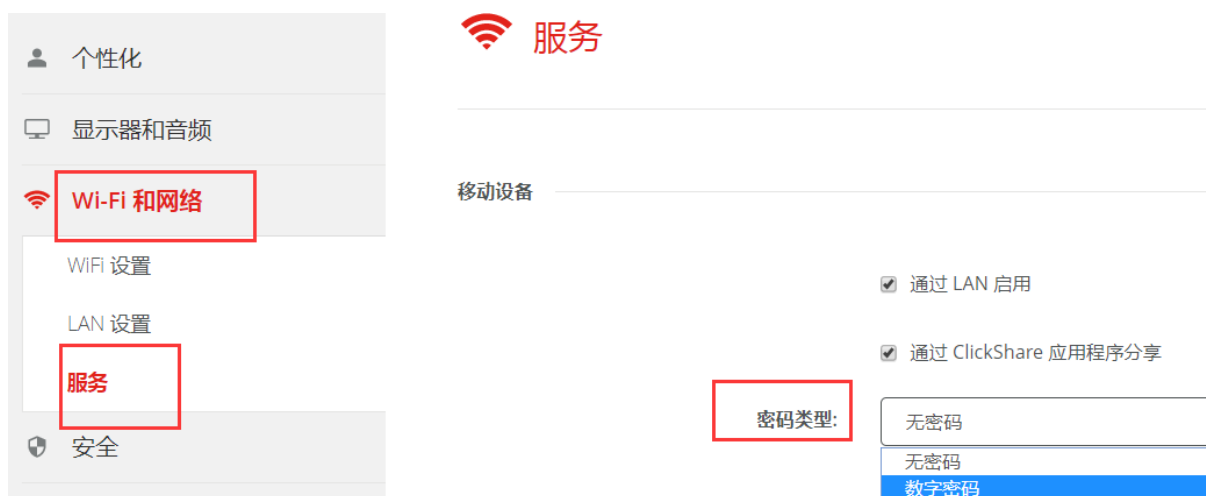 个性化
显示器和音频
Wi-Fi 和网络
WiFi 设置
LAN 设置
服务
安全
服务
移动设备
通过 LAN 启用
通过 ClickShare 应用程序分享
密码类型:
无密码
无密码
数字密码